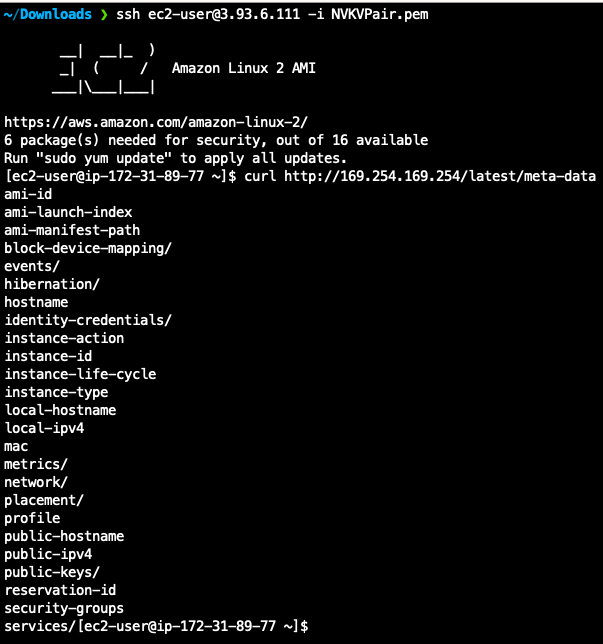 ~/Downloads ❯ ssh ec2-user@3.93.6.111 -i NVKVPair.pem
       __|  __|_  )
       _|  (     /   Amazon Linux 2 AMI
      ___|\___|___|
https://aws.amazon.com/amazon-linux-2/
6 package(s) needed for security, out of 16 available
Run "sudo yum update" to apply all updates.
[ec2-user@ip-172-31-89-77 ~]$ curl http://169.254.169.254/latest/meta-data
ami-id
ami-launch-index
ami-manifest-path
block-device-mapping/
events/
hibernation/
hostname
identity-credentials/
instance-action
instance-id
instance-life-cycle
instance-type
local-hostname
local-ipv4
mac
metrics/
network/
placement/
profile
public-hostname
public-ipv4
public-keys/
reservation-id
security-groups
services/[ec2-user@ip-172-31-89-77 ~]$